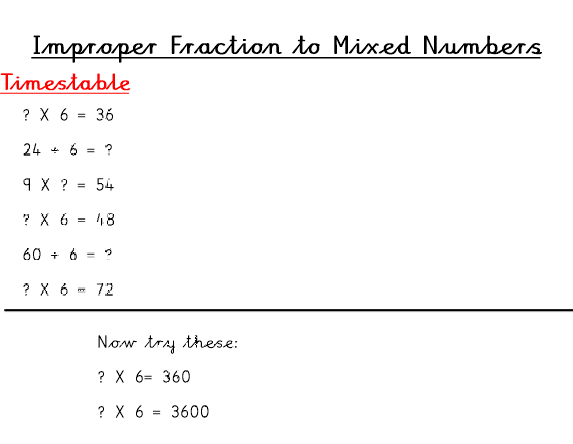 Improper Fraction to Mixed Numbers
Timestable
? X 6 = 36
24 ÷ 6 = ?
9 X ? = 54
? X 6 = 48
60 ÷ 6 = ?
? X 6 = 72
Now try these:
? X 6= 360
? X 6 = 3600